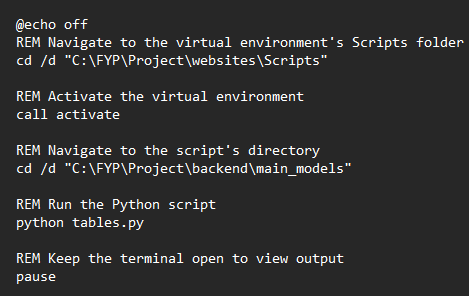 @echo off
REM Navigate to the virtual environment's Scripts folder
cd /d "C:\FYP\Project\websites\Scripts"
REM Activate the virtual environment
call activate
REM Navigate to the script's directory
cd /d "C:\FYP\Project\backend\main_models"
REM Run the Python script
python tables.py
REM Keep the terminal open to view output
pause